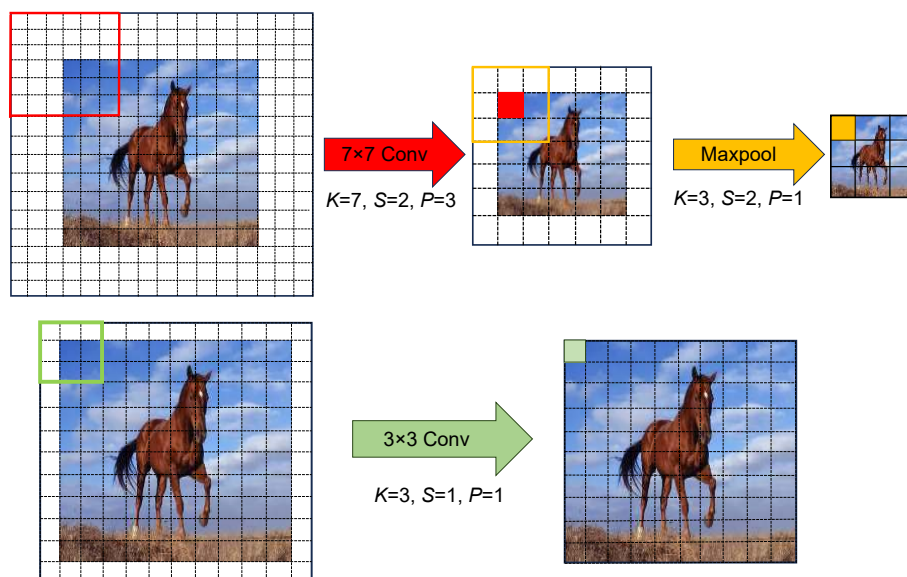 7×7 Conv
K=7, S=2, P=3
Maxpool
K=3, S=2, P=1
3×3 Conv
K=3, S=1, P=1